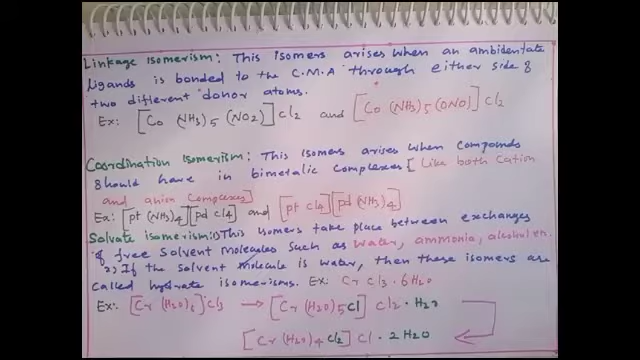 Linkage isomerism: This isomers arises when an ambidentate
ligands is bonded to the C.M.A through either side of
two different donor atoms.
Ex: [Co (NH3)5 (NO2)] Cl2 and [Co (NH3)5 (ONO)] Cl2
Coordination isomerism: This isomers arises when compounds
should have in bimetalic complexes [Like both cation
and anion complexes]
Ex: [pt (NH3)4] [pd Cl4] and [pt Cl4] [pd (NH3)4]
Solvate isomerism: 1) This isomers take place between exchanges
of free solvent molecules such as water, ammonia, alcohol
2) If the solvent molecule is water, then these isomers are
called hydrate isomerisms. Ex: Cr Cl3 · 6H2O
Ex: [Cr (H2O)6] Cl3 → [Cr (H2O)5 Cl] Cl2 · H2O
[Cr (H2O)4 Cl2] Cl · 2H2O